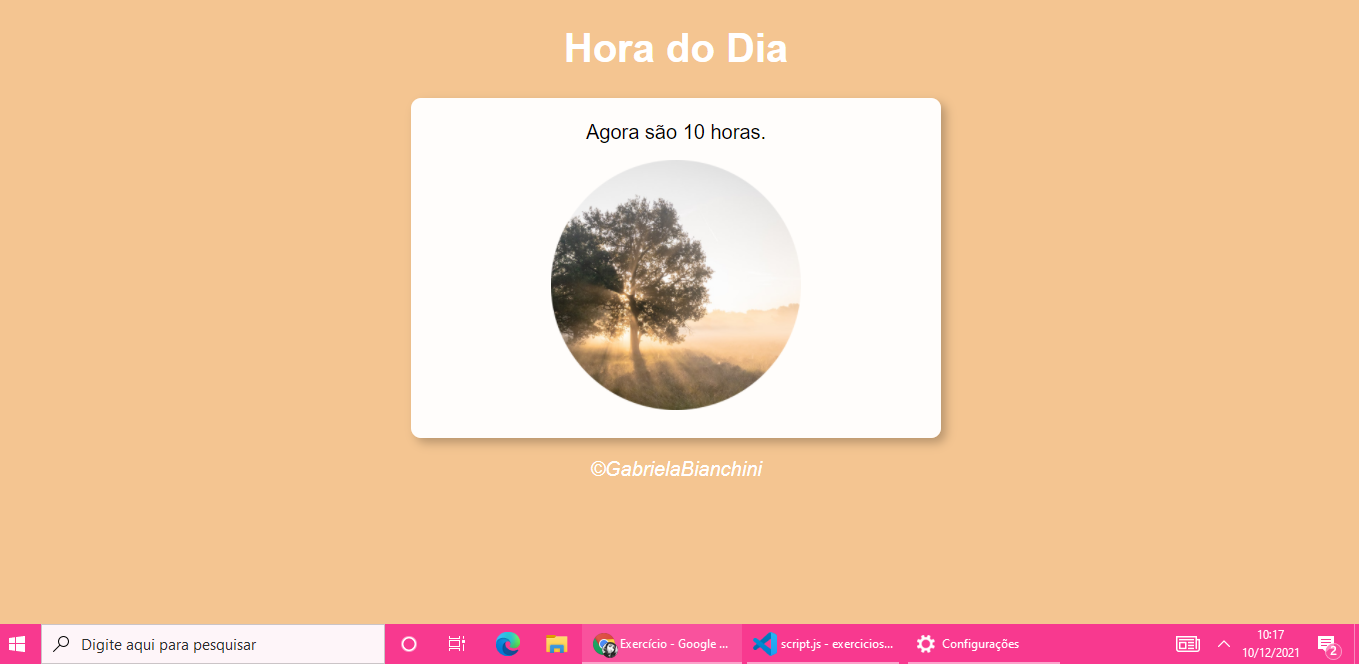 Hora do Dia
Agora são 10 horas.
©GabrielaBianchini
Digite aqui para pesquisar
Exercício - Google ...
script.js - exercicios...
Configurações
10:17
10/12/2021
2